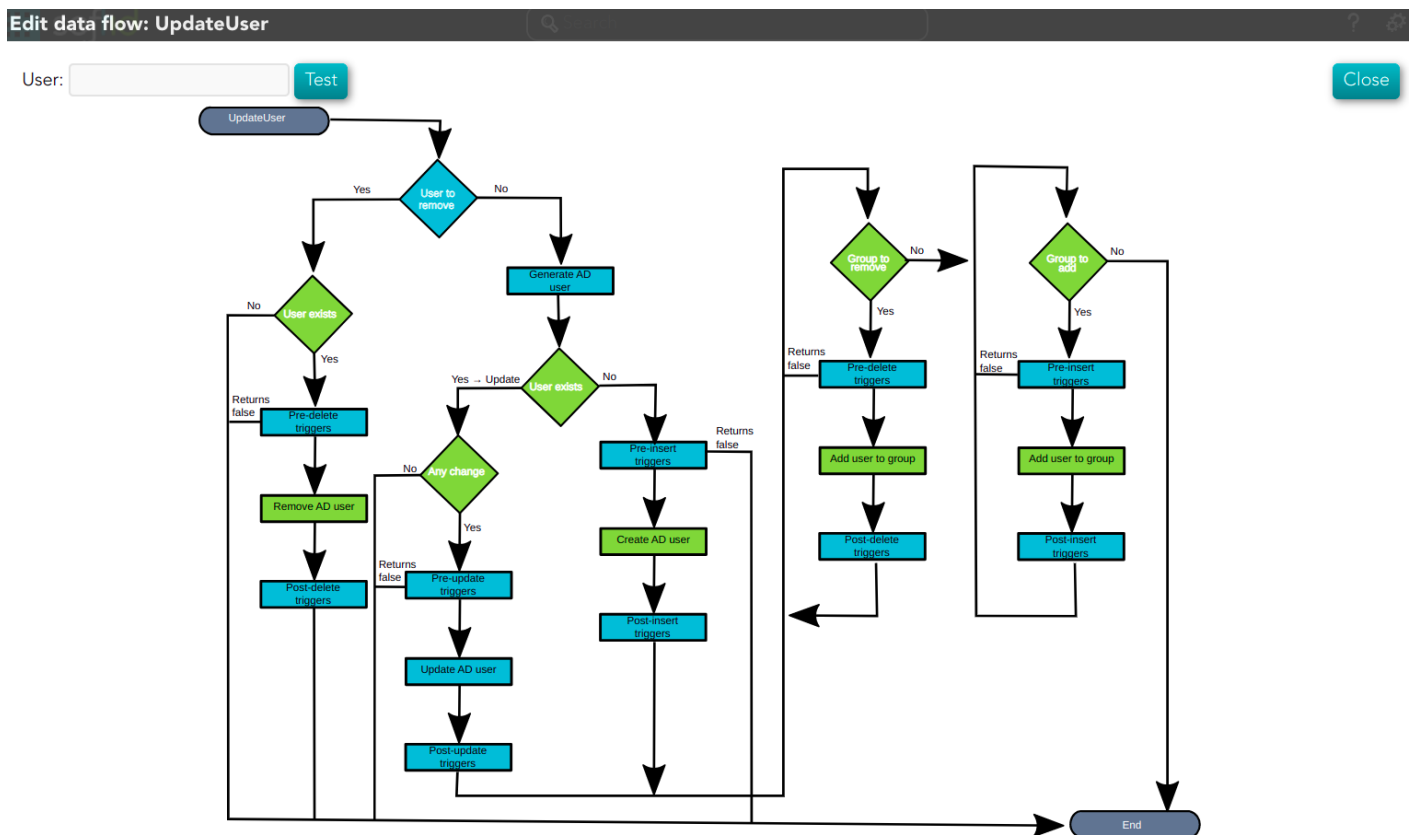 Edit data flow: UpdateUser
?
User:
Test
Close
UpdateUser
User to
remove
Yes
No
User exists
No
Yes
Returns
false
Pre-delete
triggers
Remove AD user
Post-delete
triggers
Generate AD
user
User exists
Yes → Update
No
Any change
No
Yes
Returns
false
Pre-update
triggers
Update AD user
Post-update
triggers
Pre-insert
triggers
Returns
false
Create AD user
Post-insert
triggers
Group to
remove
No
Yes
Returns
false
Pre-delete
triggers
Add user to group
Post-delete
triggers
Group to
add
No
Yes
Returns
false
Pre-insert
triggers
Add user to group
Post-insert
triggers
End